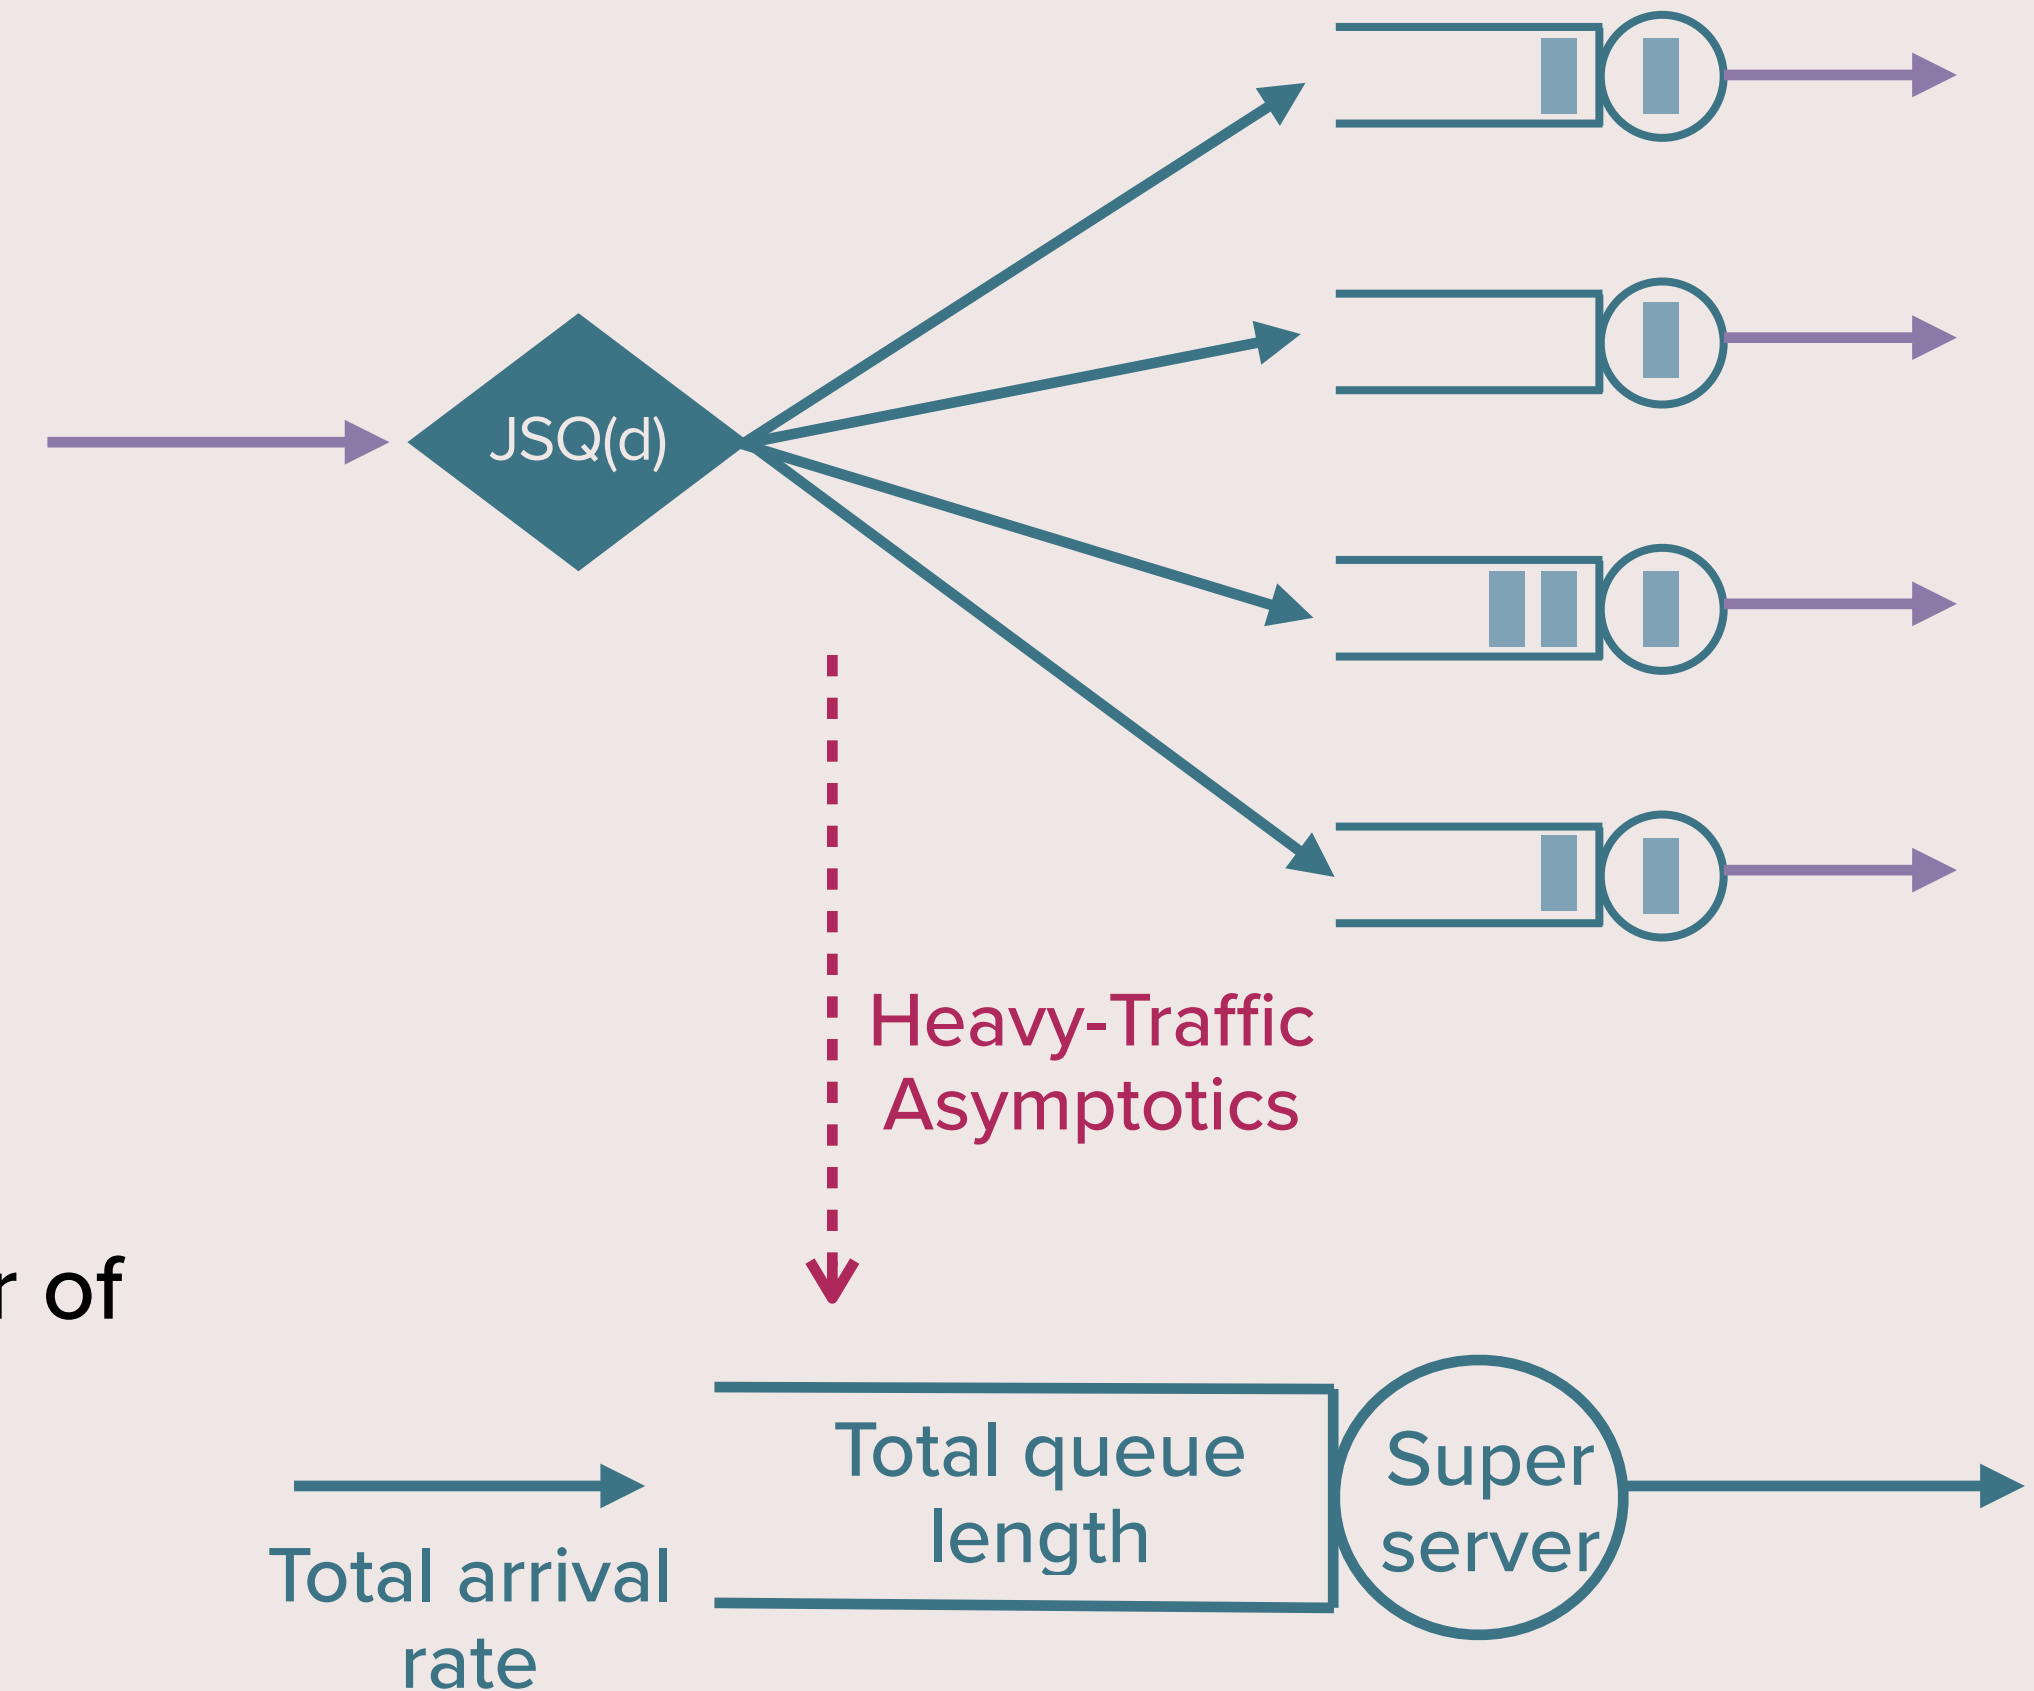 JSQ(d)
Heavy-Traffic
Asymptotics
r of
Total queue
length
Super
server
Total arrival
rate